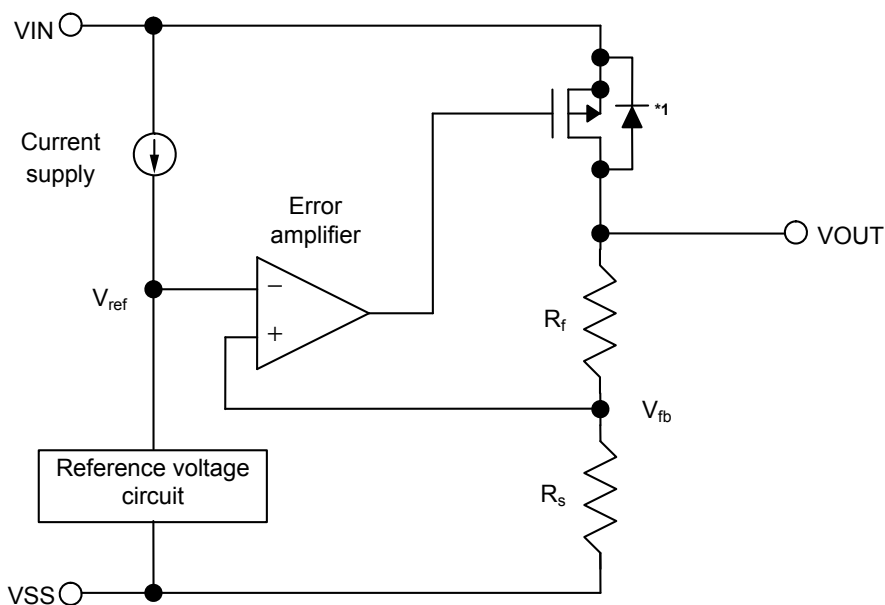 VIN
*1
Current
supply
Error
amplifier
VOUT
Vref
−
+
Rf
Vfb
Reference voltage
circuit
Rs
VSS